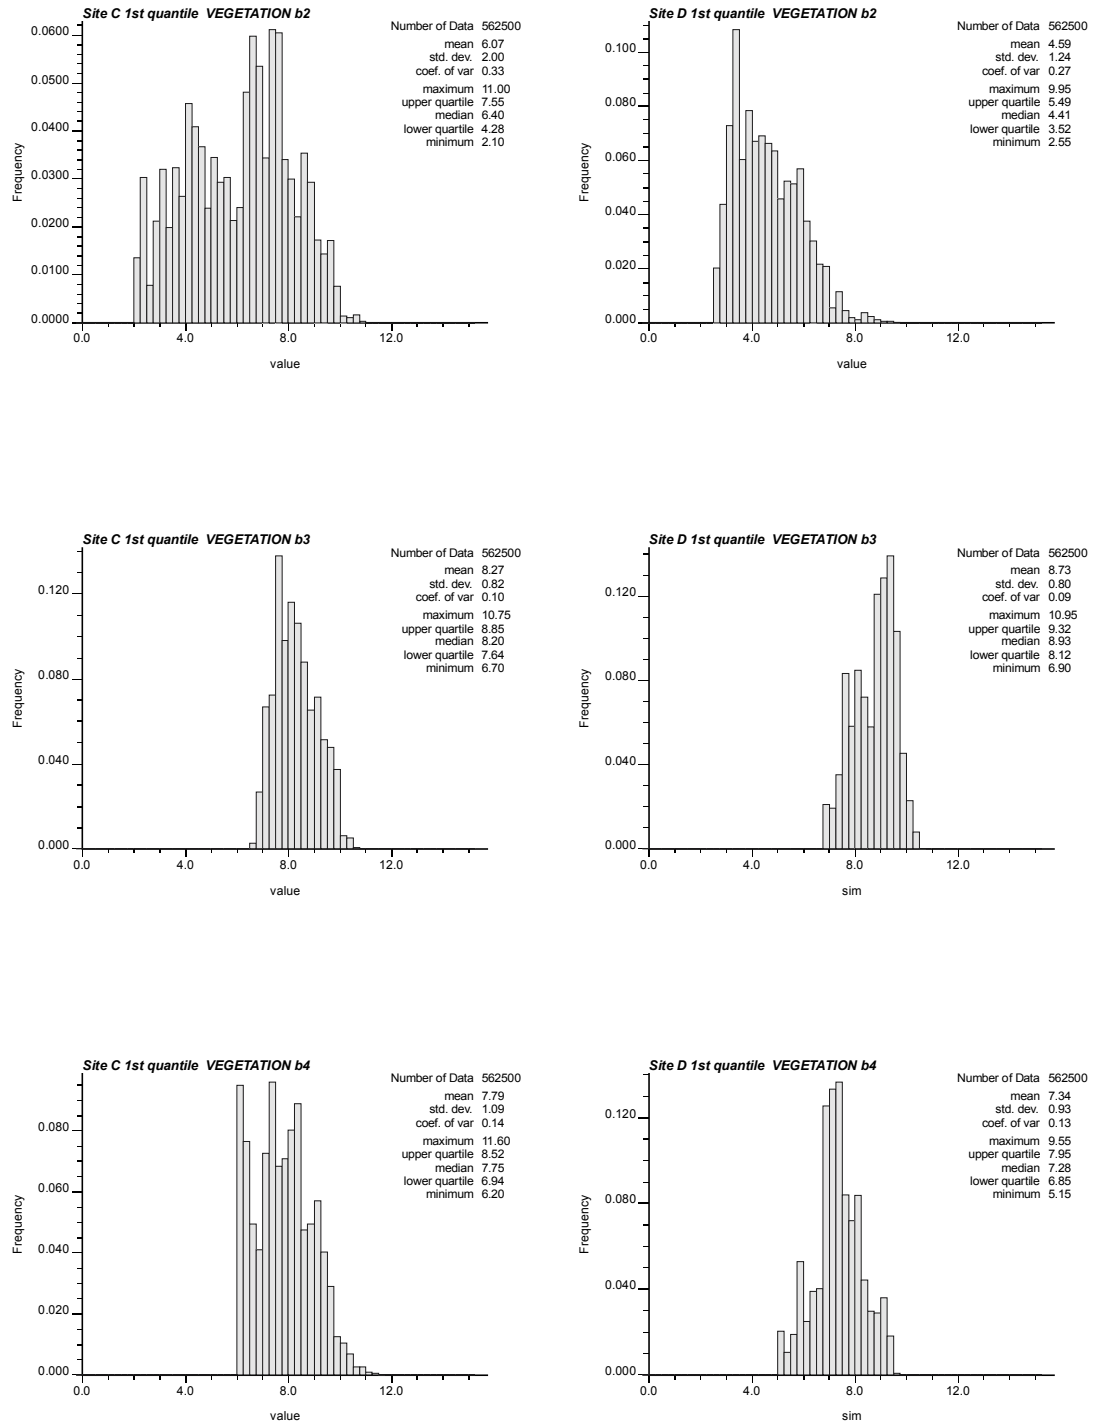 Site C 1st quantile VEGETATION b2
Number of Data 562500
mean 6.07
std. dev. 2.00
coef. of var 0.33
maximum 11.00
upper quartile 7.55
median 6.40
lower quartile 4.28
minimum 2.10
Frequency
0.0600
0.0500
0.0400
0.0300
0.0200
0.0100
0.0000
0.0 4.0 8.0 12.0
value
Site D 1st quantile VEGETATION b2
Number of Data 562500
mean 4.59
std. dev. 1.24
coef. of var 0.27
maximum 9.95
upper quartile 5.49
median 4.41
lower quartile 3.52
minimum 2.55
Frequency
0.100
0.080
0.060
0.040
0.020
0.000
0.0 4.0 8.0 12.0
value
Site C 1st quantile VEGETATION b3
Number of Data 562500
mean 8.27
std. dev. 0.82
coef. of var 0.10
maximum 10.75
upper quartile 8.85
median 8.20
lower quartile 7.64
minimum 6.70
Frequency
0.120
0.080
0.040
0.000
0.0 4.0 8.0 12.0
value
Site D 1st quantile VEGETATION b3
Number of Data 562500
mean 8.73
std. dev. 0.80
coef. of var 0.09
maximum 10.95
upper quartile 9.32
median 8.93
lower quartile 8.12
minimum 6.90
Frequency
0.120
0.080
0.040
0.000
0.0 4.0 8.0 12.0
sim
Site C 1st quantile VEGETATION b4
Number of Data 562500
mean 7.79
std. dev. 1.09
coef. of var 0.14
maximum 11.60
upper quartile 8.52
median 7.75
lower quartile 6.94
minimum 6.20
Frequency
0.080
0.060
0.040
0.020
0.000
0.0 4.0 8.0 12.0
value
Site D 1st quantile VEGETATION b4
Number of Data 562500
mean 7.34
std. dev. 0.93
coef. of var 0.13
maximum 9.55
upper quartile 7.95
median 7.28
lower quartile 6.85
minimum 5.15
Frequency
0.120
0.080
0.040
0.000
0.0 4.0 8.0 12.0
sim